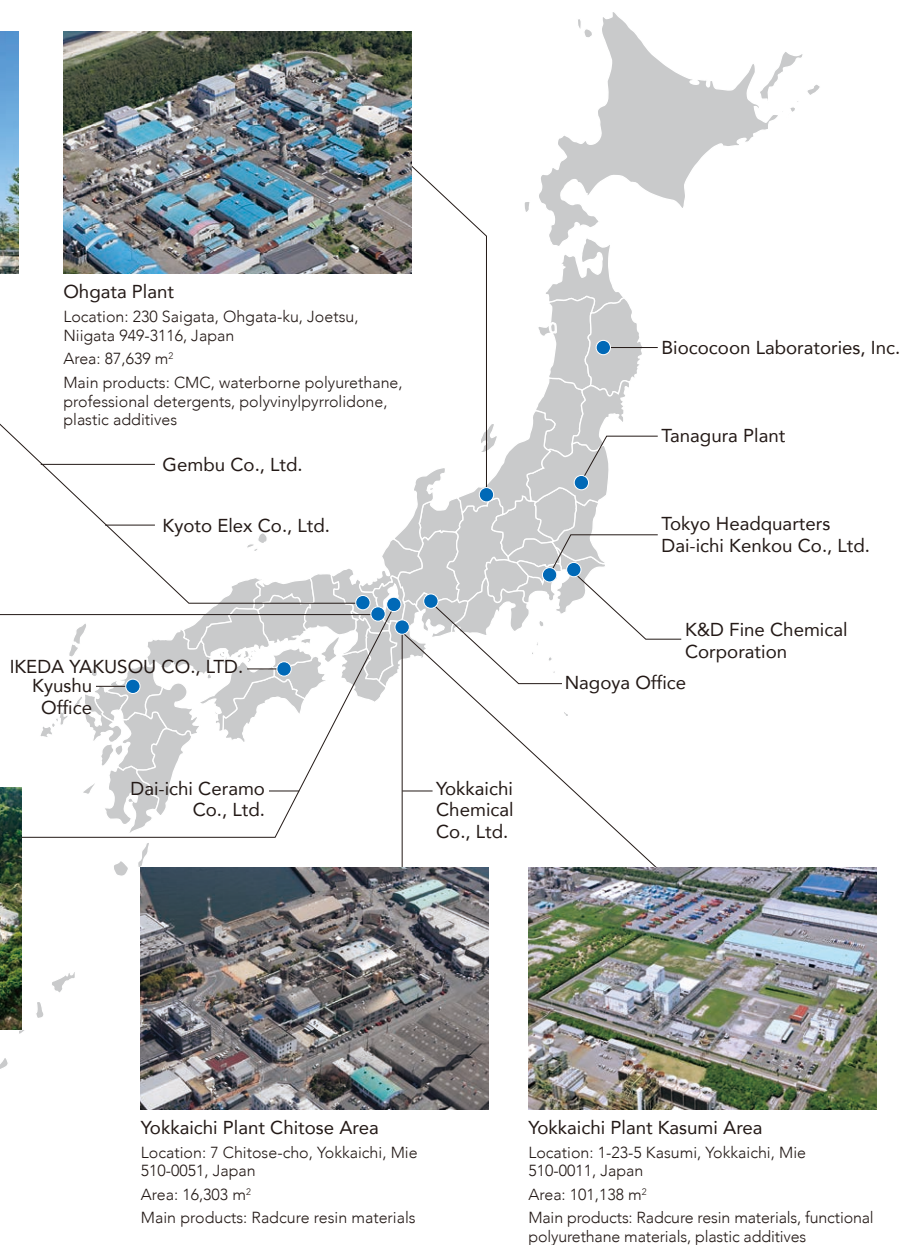 Ohgata Plant
Location: 230 Saigata, Ohgata-ku, Joetsu,
Niigata 949-3116, Japan
Area: 87,639 m²
Main products: CMC, waterborne polyurethane,
professional detergents, polyvinylpyrrolidone,
plastic additives
Biococoon Laboratories, Inc.
Tanagura Plant
Gembu Co., Ltd.
Kyoto Elex Co., Ltd.
Tokyo Headquarters
Dai-ichi Kenkou Co., Ltd.
K&D Fine Chemical
Corporation
IKEDA YAKUSOU CO., LTD.
Kyushu
Office
Nagoya Office
Dai-ichi Ceramo
Co., Ltd.
Yokkaichi
Chemical
Co., Ltd.
Yokkaichi Plant Chitose Area
Location: 7 Chitose-cho, Yokkaichi, Mie
510-0051, Japan
Area: 16,303 m²
Main products: Radcure resin materials
Yokkaichi Plant Kasumi Area
Location: 1-23-5 Kasumi, Yokkaichi, Mie
510-0011, Japan
Area: 101,138 m²
Main products: Radcure resin materials, functional
polyurethane materials, plastic additives